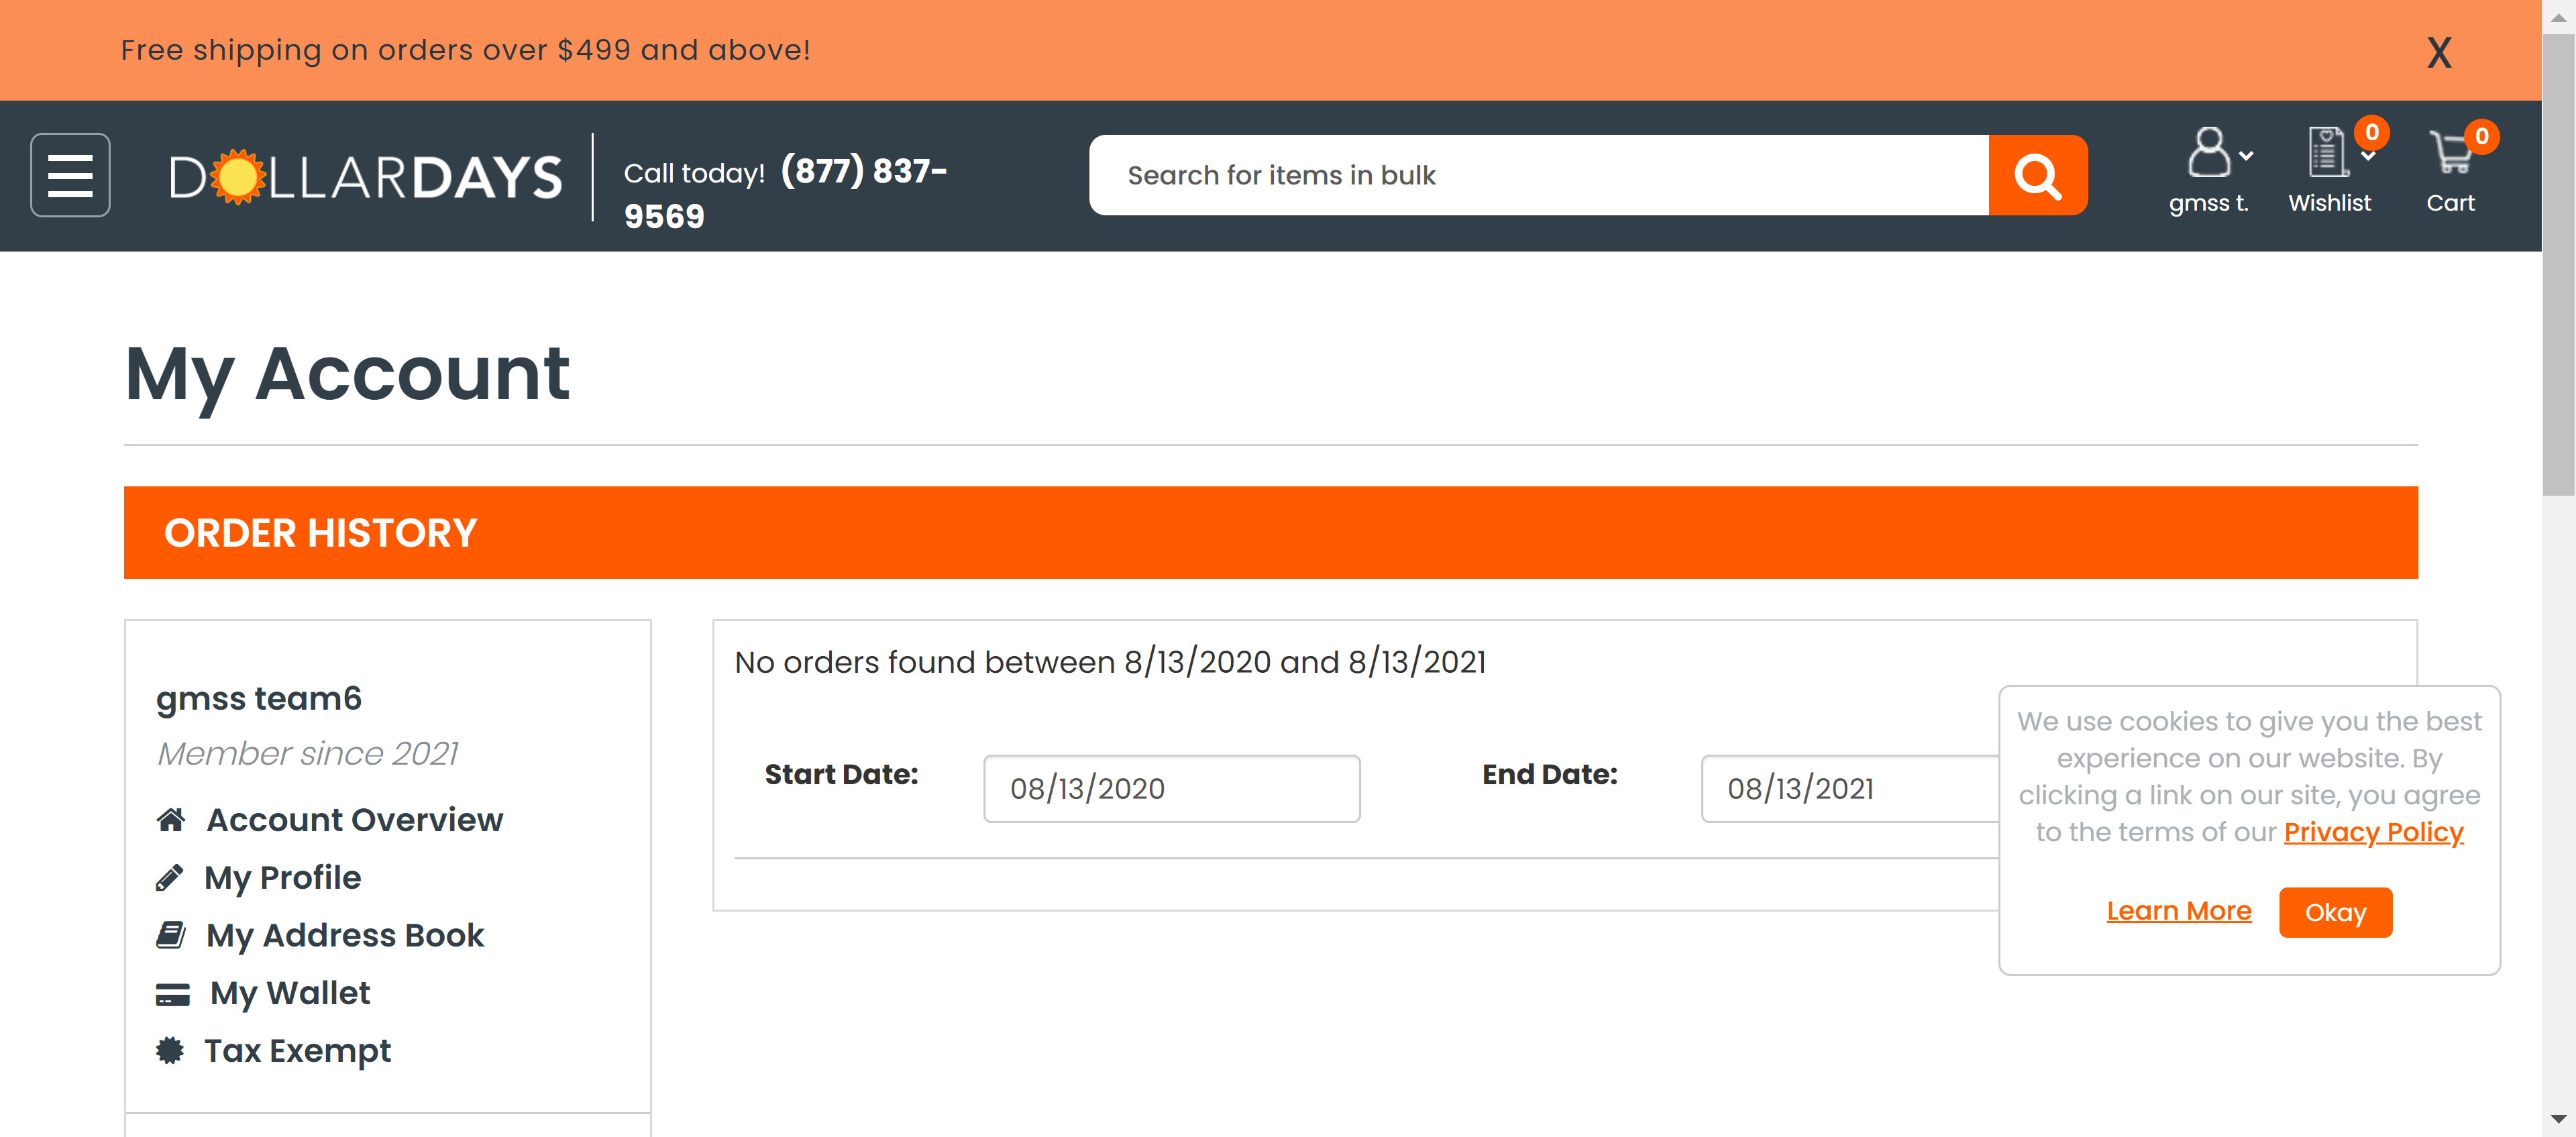 Free shipping on orders over $499 and above!
X
DOLLARDAYS
Call today! (877) 837-
9569
Search for items in bulk
gmss t.
0
Wishlist
0
Cart
My Account
ORDER HISTORY
gmss team6
Member since 2021
Account Overview
My Profile
My Address Book
My Wallet
Tax Exempt
No orders found between 8/13/2020 and 8/13/2021
Start Date:
08/13/2020
End Date:
08/13/2021
We use cookies to give you the best
experience on our website. By
clicking a link on our site, you agree
to the terms of our Privacy Policy
Learn More
Okay